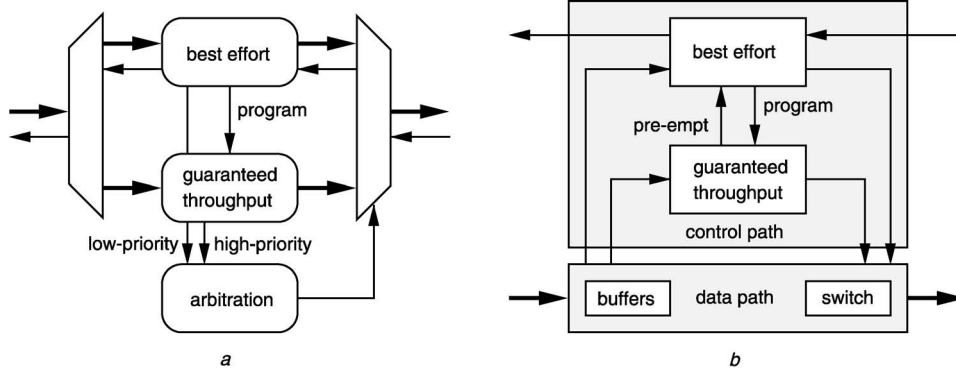 best effort
program
guaranteed
throughput
low-priority
high-priority
arbitration
a
best effort
pre-empt
program
guaranteed
throughput
control path
buffers
data path
switch
b